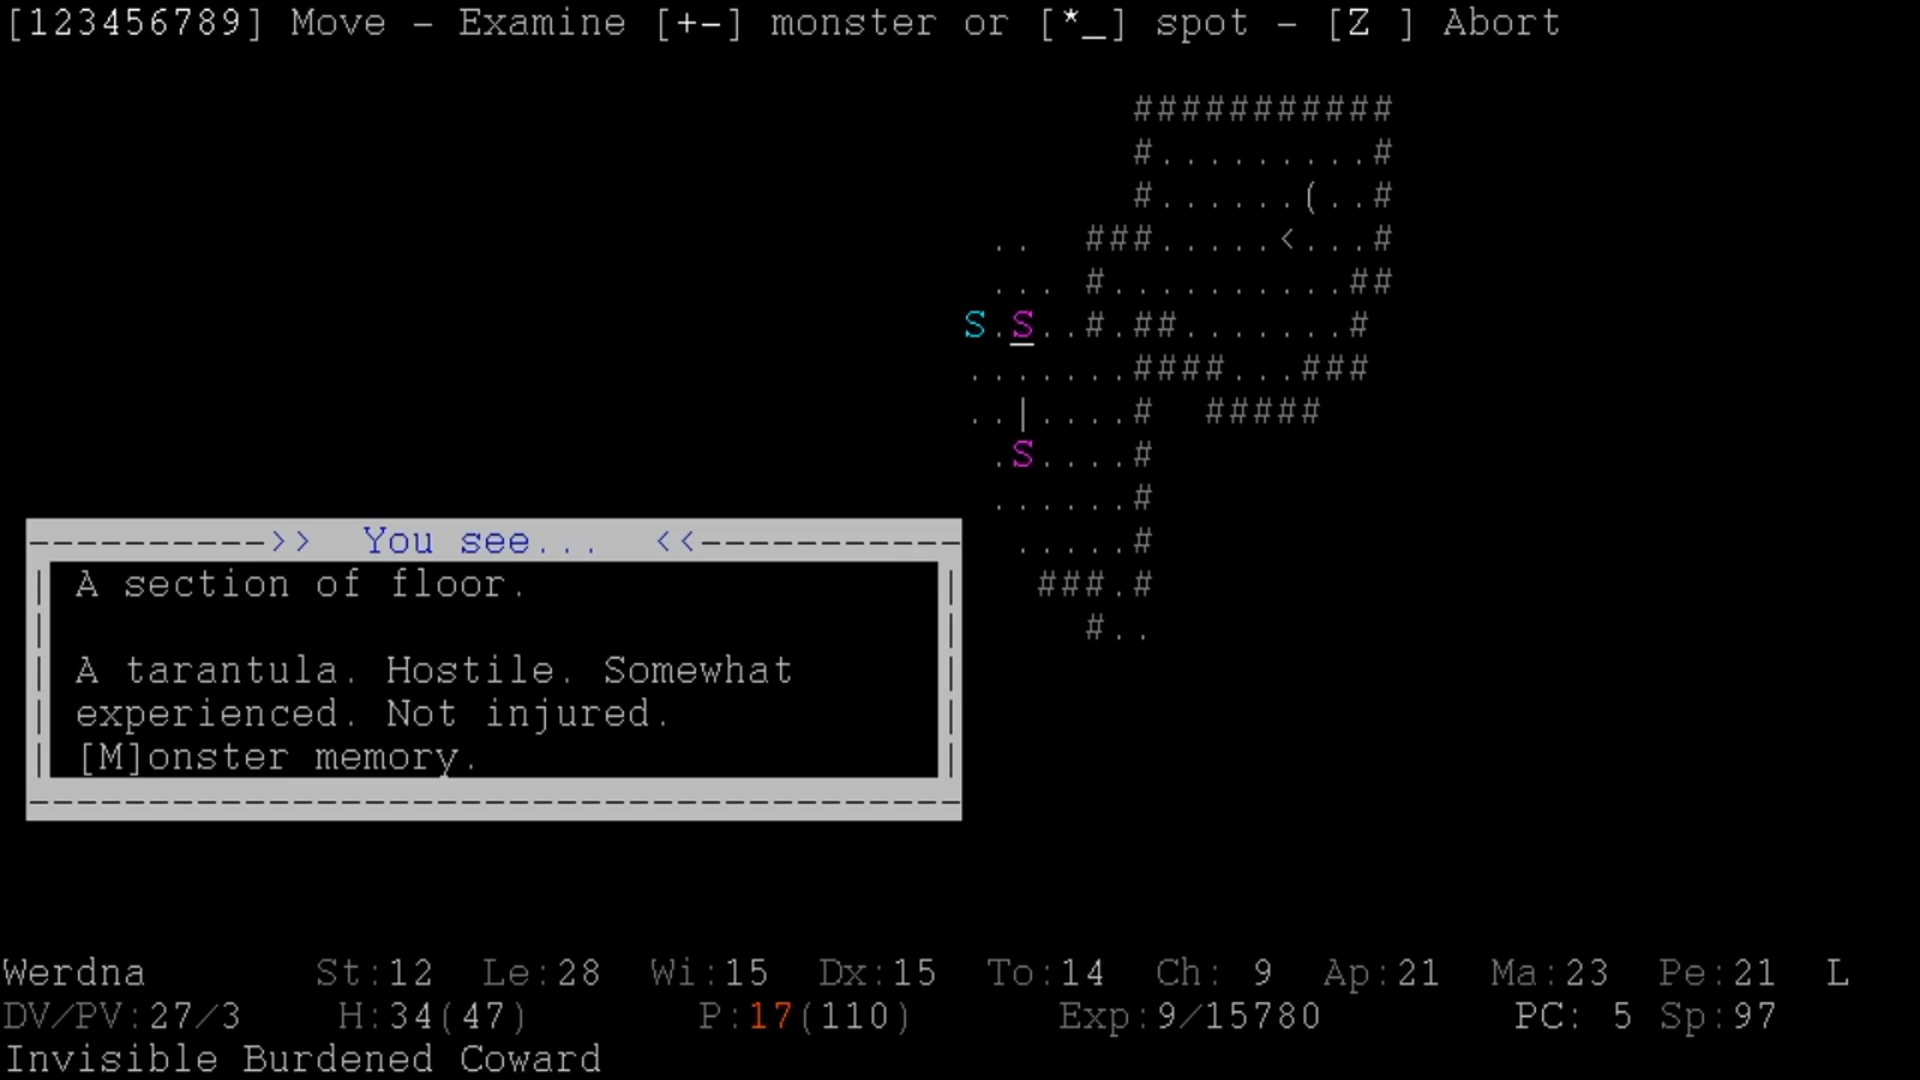 [123456789] Move - Examine [+-] monster or [*_] spot - [Z ] Abort
###########
#.........#
#......(..#
.. ###.....<...#
... #..........##
S.S..#.##.......#
.......####...###
..|....# #####
.S....#
......#
.....#
###.#
#..
---------->> You see... <<-----------
A section of floor.
A tarantula. Hostile. Somewhat
experienced. Not injured.
[M]onster memory.
Werdna St:12 Le:28 Wi:15 Dx:15 To:14 Ch: 9 Ap:21 Ma:23 Pe:21 L
DV/PV:27/3 H:34(47) P:17(110) Exp:9/15780 PC: 5 Sp:97
Invisible Burdened Coward